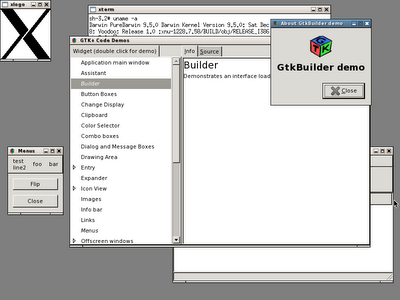 xlogo
xterm
sh-3.2# uname -a
Darwin PureDarwin 9.5.0 Darwin Kernel Version 9.5.0: Sat Dec
8: Voodoo: Release 1.0 :xnu-1228.7.58/BUILD/obj/RELEASE_I386
GTK+ Code Demos
Widget (double click for demo)
Info Source
Application main window
Assistant
Builder
Button Boxes
Change Display
Clipboard
Color Selector
Combo boxes
Dialog and Message Boxes
Drawing Area
Entry
Expander
Icon View
Images
Info bar
Links
Menus
Offscreen windows
Builder
Demonstrates an interface load
About GtkBuilder demo
GTK
GtkBuilder demo
Close
Menus
test foo bar
line2
Flip
Close